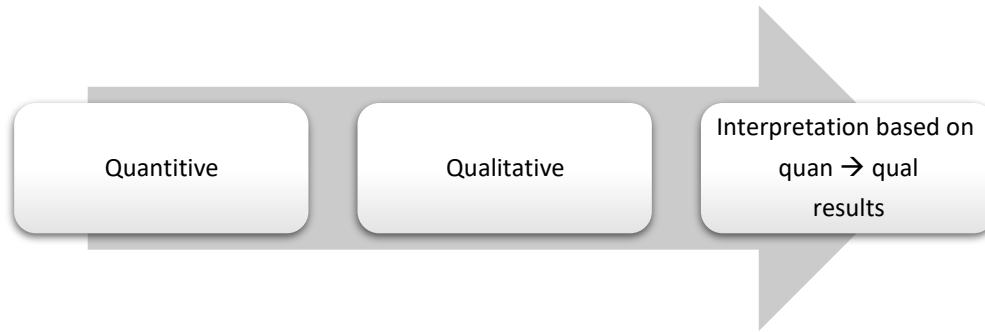 Quantitive
Qualitative
Interpretation based on
quan → qual
results